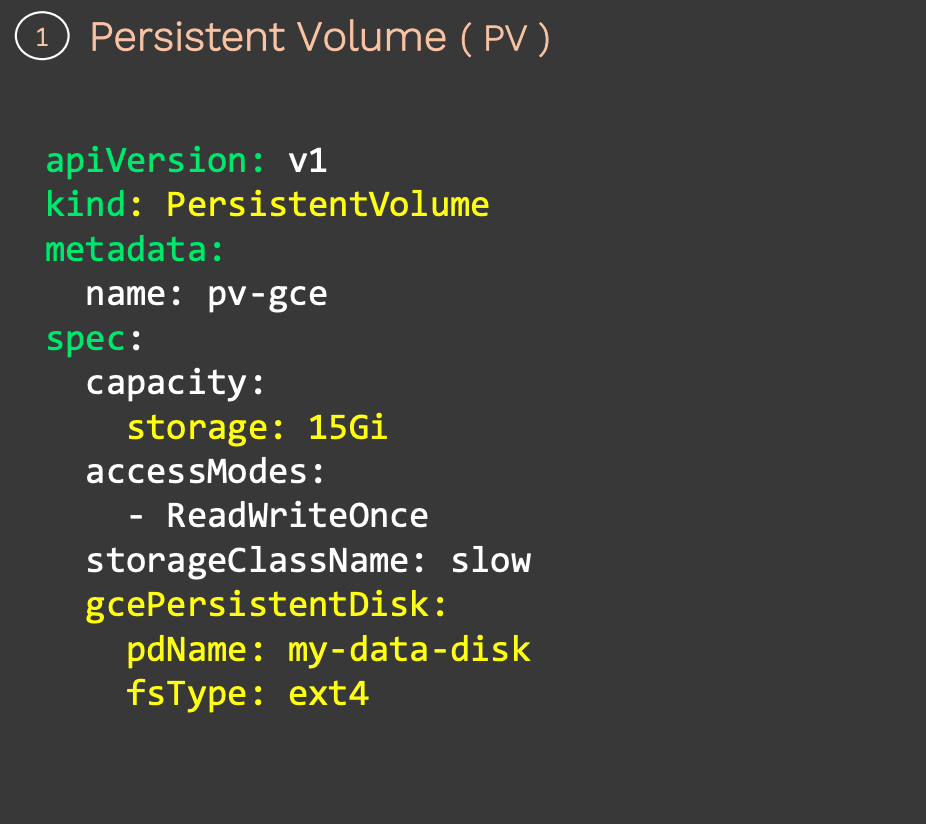 1 Persistent Volume ( PV )
apiVersion: v1
kind: PersistentVolume
metadata:
  name: pv-gce
spec:
  capacity:
    storage: 15Gi
  accessModes:
    - ReadWriteOnce
  storageClassName: slow
  gcePersistentDisk:
    pdName: my-data-disk
    fsType: ext4